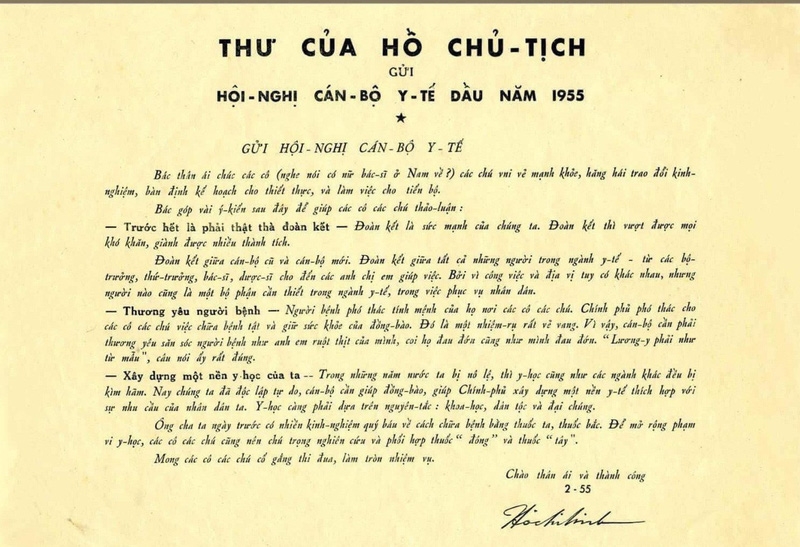 THƯ CỦA HỒ CHỦ-TỊCH
GỬI
HỘI-NGHỊ CÁN-BỘ Y-TẾ DẦU NĂM 1955
★
GỬI HỘI-NGHỊ CÁN-BỘ Y-TẾ
Bác thân ái chúc các cô (nghe nói có nữ bác-sĩ ở Nam về?) các chú vui vẻ mạnh khỏe, hăng hái trao đổi kinh-
nghiệm, bàn định kế hoạch cho thiết thực, và làm việc cho tiến bộ.
Bác góp vài ý-kiến sau đây để giúp các cô các chú thảo-luận :
— Trước hết là phải thật thà đoàn kết — Đoàn kết là sức mạnh của chúng ta. Đoàn kết thì vượt được mọi
khó khăn, giành được nhiều thành tích.
Đoàn kết giữa cán-bộ cũ và cán-bộ mới. Đoàn kết giữa tất cả những người trong ngành y-tế - từ các bộ-
trưởng, thứ-trưởng, bác-sĩ, dược-sĩ cho đến các anh chị em giúp việc. Bởi vì công việc và địa vị tuy có khác nhau, nhưng
người nào cũng là một bộ phận cần thiết trong ngành y-tế, trong việc phục vụ nhân dân.
— Thương yêu người bệnh — Người bệnh phó thác tính mệnh của họ nơi các cô các chú. Chính phủ phó thác cho
các cô các chú việc chữa bệnh tật và giữ sức khỏe của đồng-bào. Đó là một nhiệm-vụ rất vẻ vang. Vì vậy, cán-bộ cần phải
thương yêu săn sóc người bệnh như anh em ruột thịt của mình, coi họ đau đớn cũng như mình đau đớn. “Lương-y phải như
từ mẫu”, câu nói ấy rất đúng.
— Xây dựng một nền y học của ta -- Trong những năm nước ta bị nô lệ, thì y-học cũng như các ngành khác đều bị
kìm hãm. Nay chúng ta đã độc lập tự do, cán-bộ cần giúp đồng-bào, giúp Chính-phủ xây dựng một nền y-tế thích hợp với
sự nhu cầu của nhân dân ta. Y-học càng phải dựa trên nguyên-tắc : khoa-học, dân tộc và đại chúng.
Ông cha ta ngày trước có nhiều kinh-nghiệm quý báu về cách chữa bệnh bằng thuốc ta, thuốc bắc. Để mở rộng phạm
vi y-học, các cô các chú cũng nên chú trọng nghiên cứu và phối hợp thuốc “ đông” và thuốc “tây”.
Mong các cô các chú cố gắng thi đua, làm tròn nhiệm vụ.
Chào thân ái và thành công
2 - 55
Hochiminh